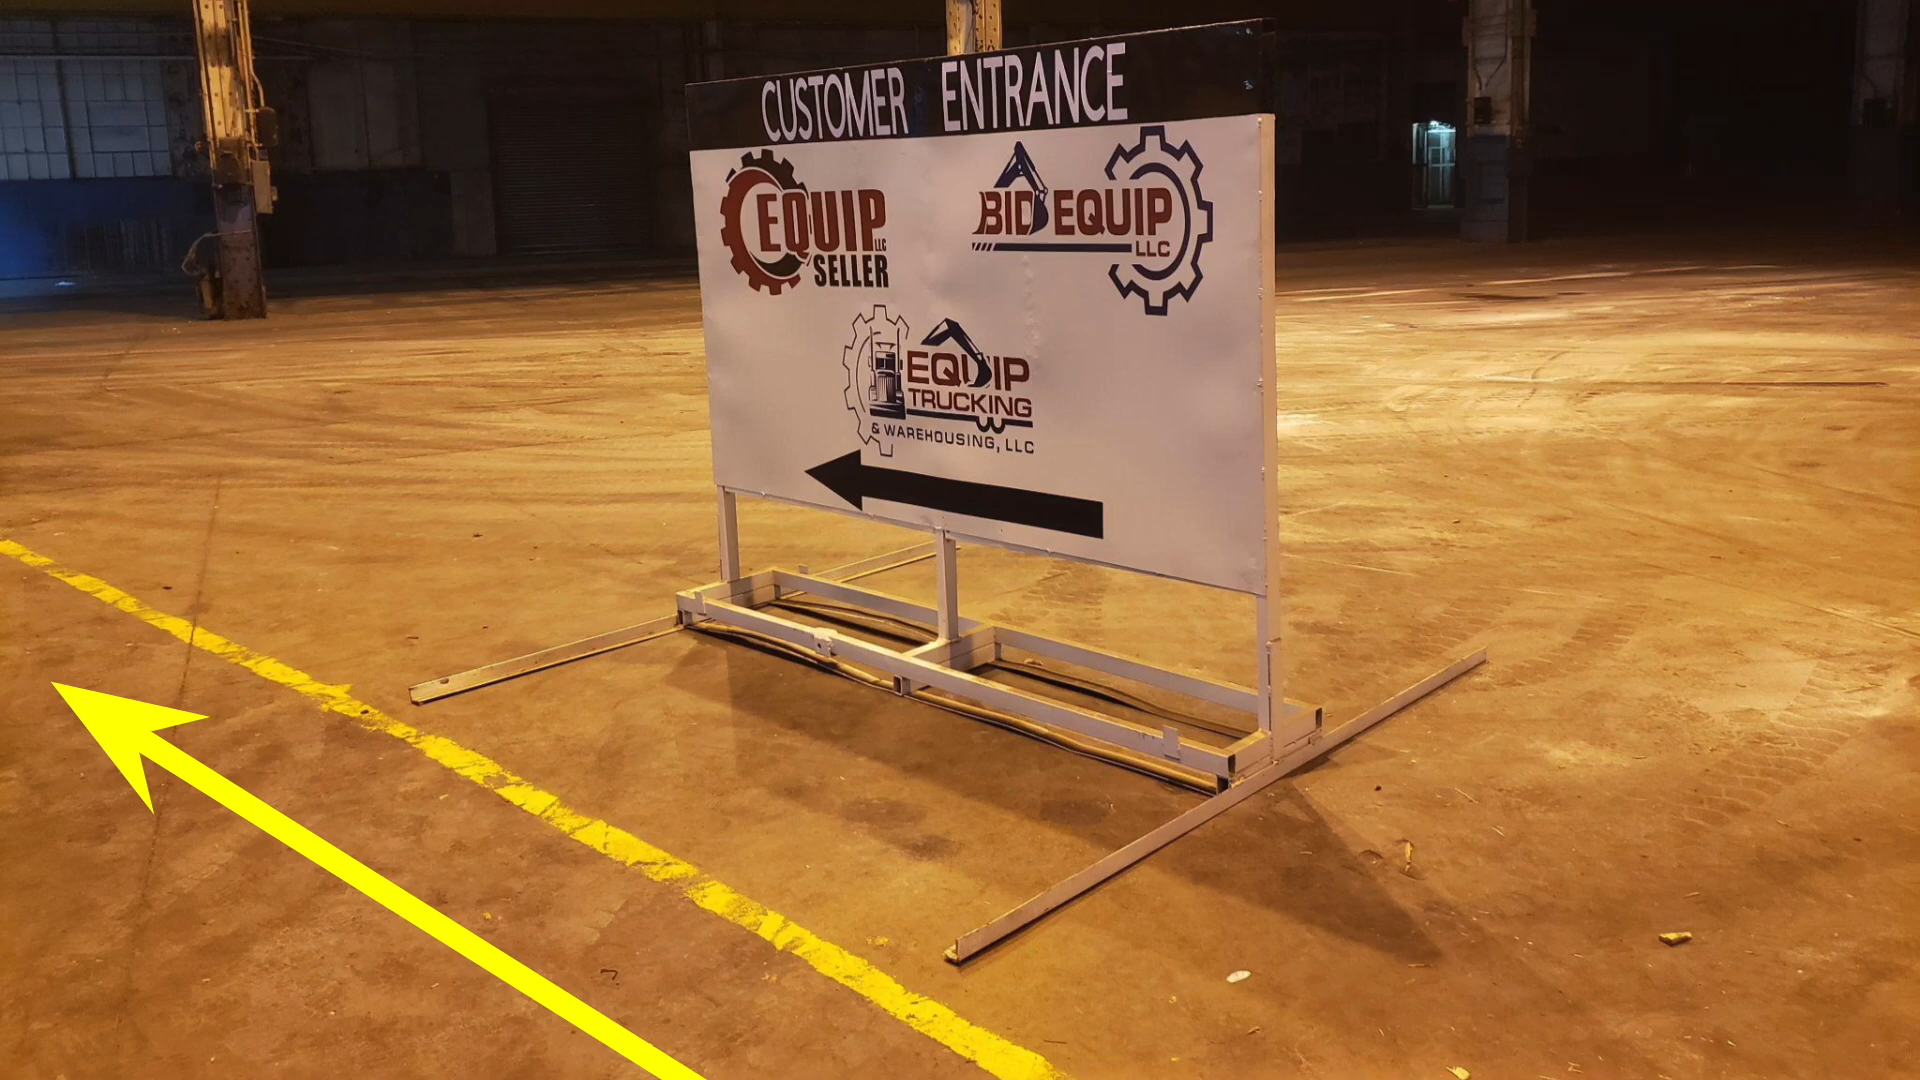 CUSTOMER ENTRANCE
EQUIP LLC
SELLER
BID EQUIP
LLC
EQUIP
TRUCKING
& WAREHOUSING, LLC